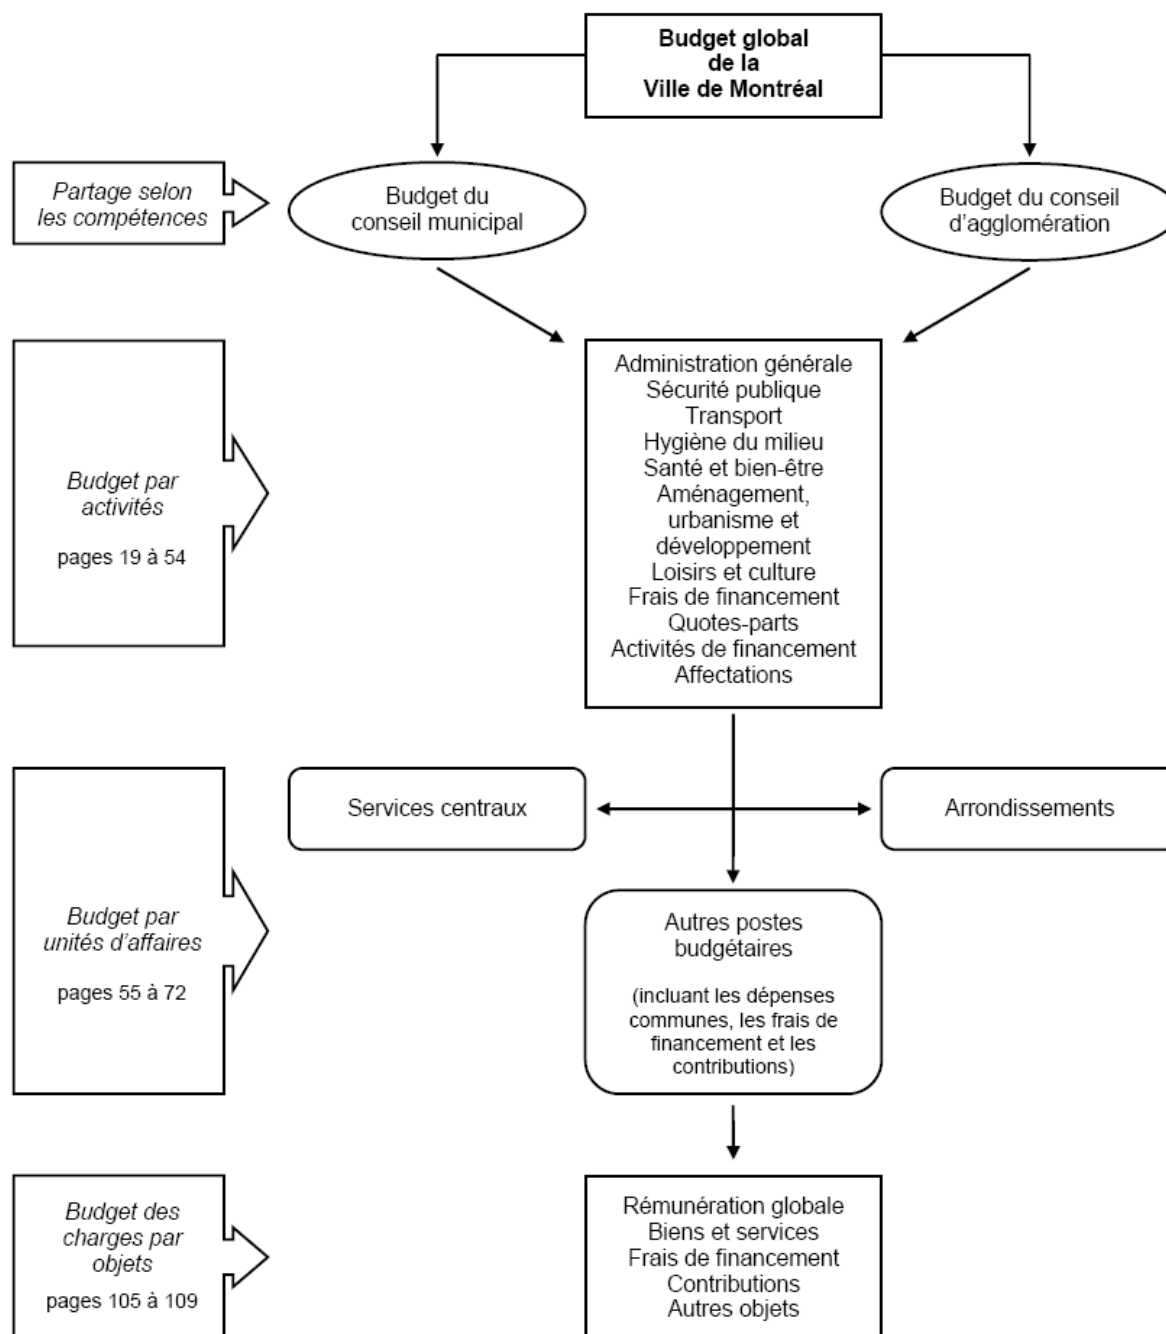 Budget global
de la
Ville de Montréal
Partage selon
les compétences
Budget du
conseil municipal
Budget du conseil
d'agglomération
Budget par
activités
pages 19 à 54
Administration générale
Sécurité publique
Transport
Hygiène du milieu
Santé et bien-être
Aménagement,
urbanisme et
développement
Loisirs et culture
Frais de financement
Quotes-parts
Activités de financement
Affectations
Budget par
unités d'affaires
pages 55 à 72
Services centraux
Arrondissements
Autres postes
budgétaires
(incluant les dépenses
communes, les frais de
financement et les
contributions)
Budget des
charges par
objets
pages 105 à 109
Rémunération globale
Biens et services
Frais de financement
Contributions
Autres objets